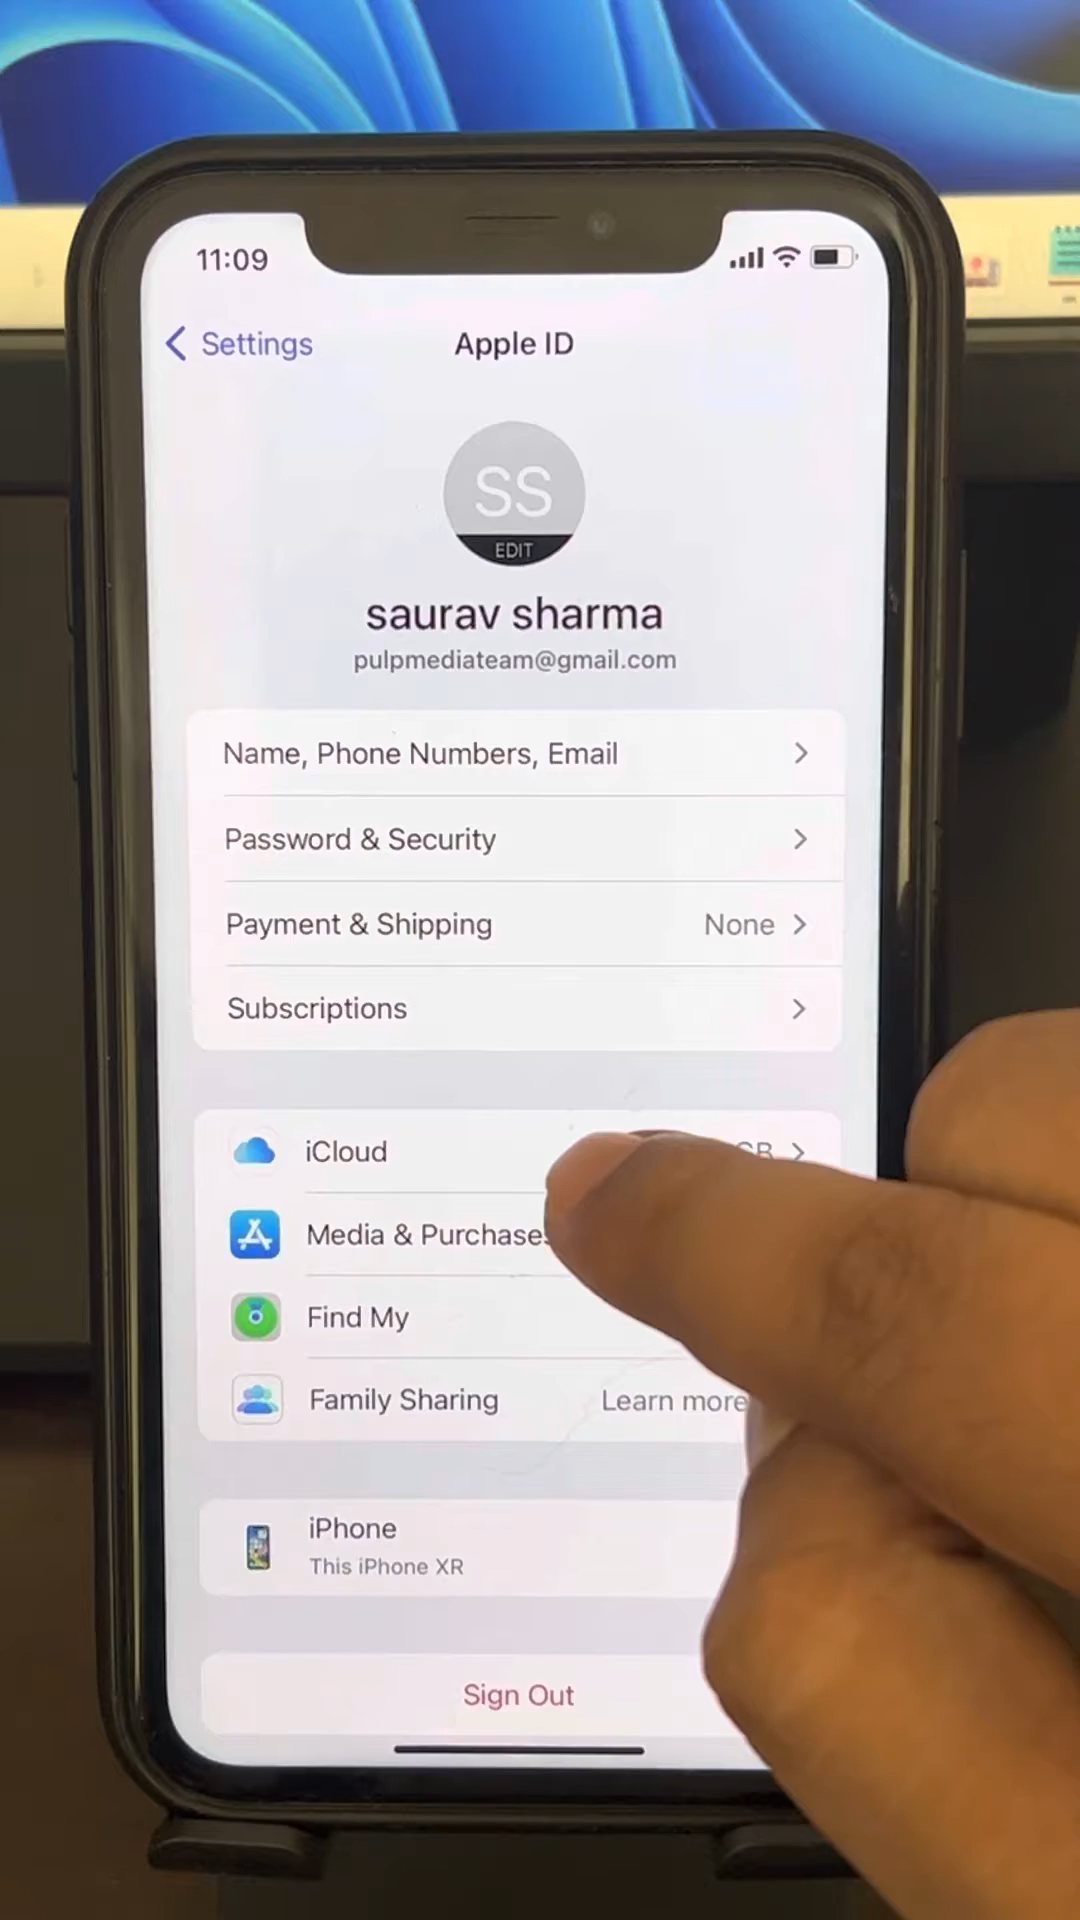 11:09
Settings
Apple ID
SS
EDIT
saurav sharma
pulpmediateam@gmail.com
Name, Phone Numbers, Email
Password & Security
Payment & Shipping None
Subscriptions
iCloud GB
Media & Purchases
Find My
Family Sharing Learn more
iPhone
This iPhone XR
Sign Out